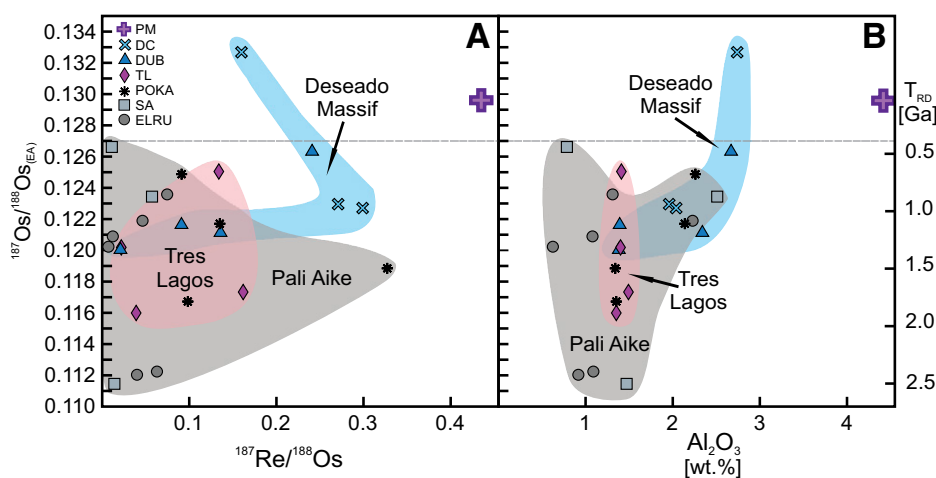 A
B
PM
DC
DUB
TL
POKA
SA
ELRU
0.134
0.132
0.130
0.128
0.126
0.124
0.122
0.120
0.118
0.116
0.114
0.112
0.110
¹⁸⁷Os/¹⁸⁸Os(EA)
Deseado
Massif
Tres
Lagos
Pali Aike
0.1
0.2
0.3
0.4
¹⁸⁷Re/¹⁸⁸Os
Deseado
Massif
Tres
Lagos
Pali Aike
1
2
3
4
Al₂O₃
[wt.%]
T_RD
[Ga]
0.5
1.0
1.5
2.0
2.5